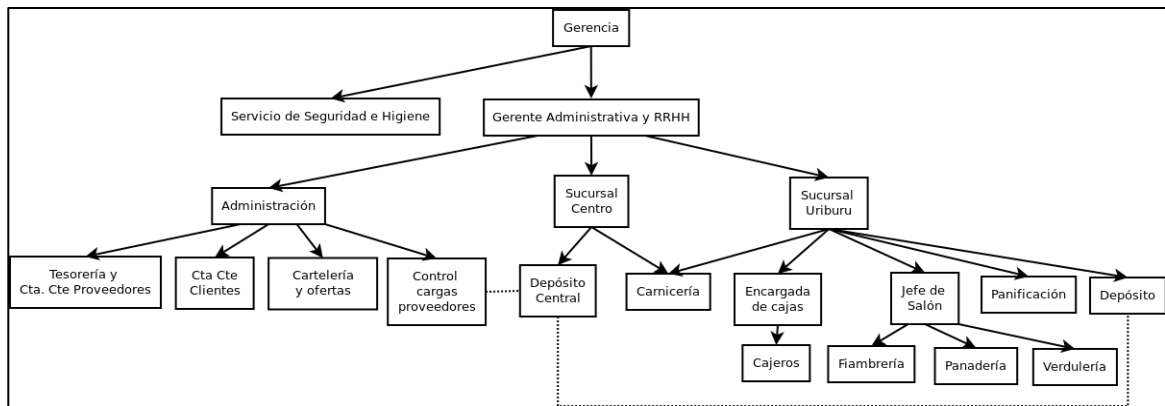 Gerencia
Servicio de Seguridad e Higiene
Gerente Administrativa y RRHH
Administración
Sucursal
Centro
Sucursal
Uriburu
Tesorería y
Cta. Cte Proveedores
Cta Cte
Clientes
Cartelería
y ofertas
Control
cargas
proveedores
Depósito
Central
Carnicería
Encargada
de cajas
Jefe de
Salón
Panificación
Depósito
Cajeros
Fiambrería
Panadería
Verdulería